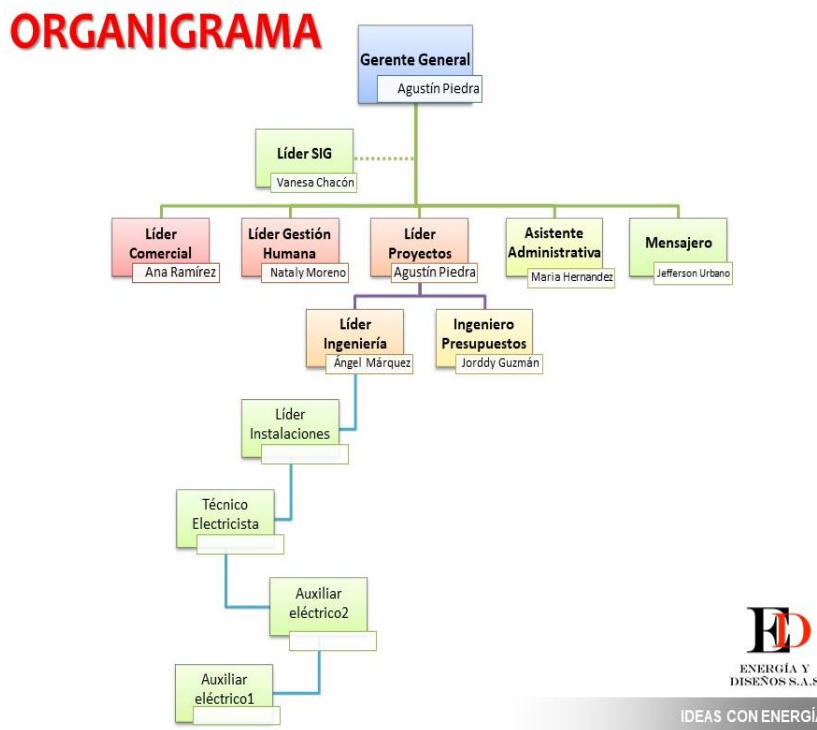 ORGANIGRAMA
Gerente General
Agustín Piedra
Líder SIG
Vanesa Chacón
Líder
Comercial
Ana Ramírez
Líder Gestión
Humana
Nataly Moreno
Líder
Proyectos
Agustín Piedra
Asistente
Administrativa
Maria Hernandez
Mensajero
Jefferson Urbano
Líder
Ingeniería
Ángel Márquez
Ingeniero
Presupuestos
Jorddy Guzmán
Líder
Instalaciones
Técnico
Electricista
Auxiliar
eléctrico2
Auxiliar
eléctrico1
ED
ENERGÍA Y
DISEÑOS S.A.S
IDEAS CON ENERGÍA